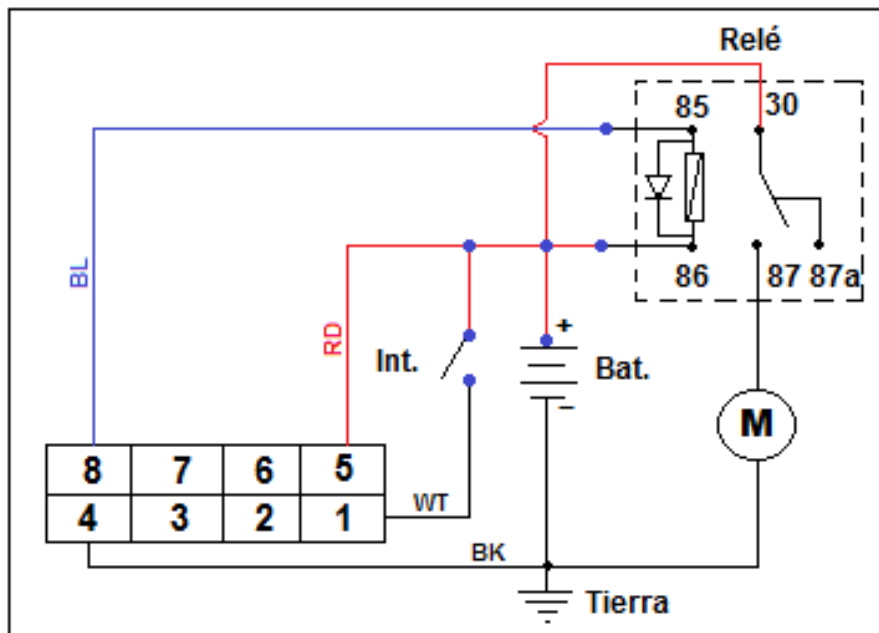 Relé
85 30
BL
86 87 87a
RD
Int.
+
Bat.
−
M
8 7 6 5
4 3 2 1
WT
BK
Tierra